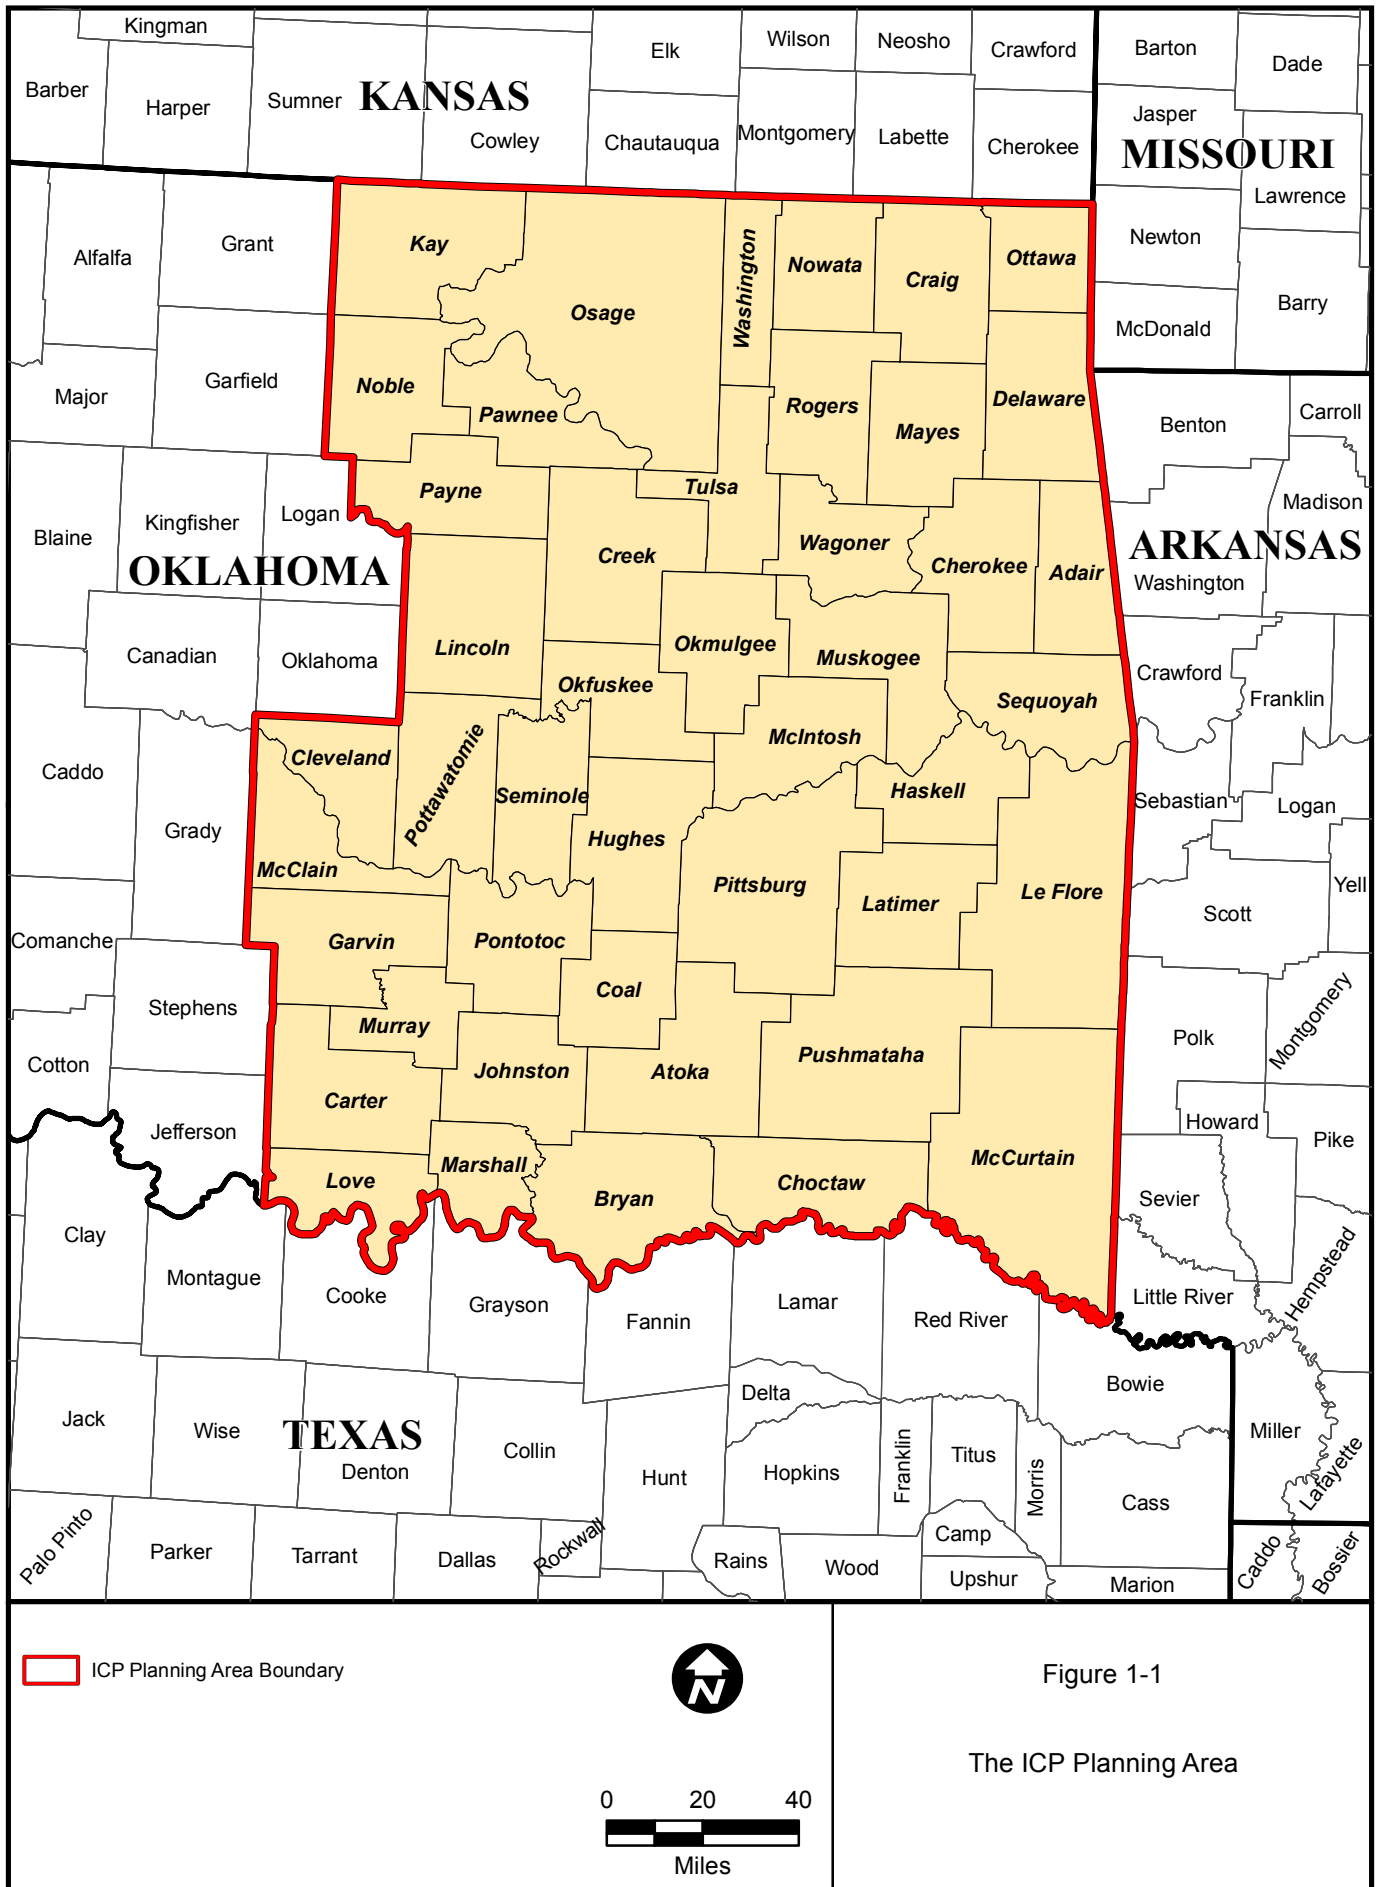 Kingman
Elk
Wilson
Neosho
Crawford
Barton
Dade
Barber
Harper
Sumner
KANSAS
Cowley
Chautauqua
Montgomery
Labette
Cherokee
Jasper
MISSOURI
Lawrence
Newton
Barry
McDonald
Alfalfa
Grant
Kay
Osage
Washington
Nowata
Craig
Ottawa
Major
Garfield
Noble
Pawnee
Rogers
Mayes
Delaware
Benton
Carroll
Madison
Blaine
Kingfisher
Logan
Payne
Tulsa
OKLAHOMA
Creek
Wagoner
Cherokee
Adair
ARKANSAS
Washington
Canadian
Oklahoma
Lincoln
Okfuskee
Okmulgee
Muskogee
Sequoyah
Crawford
Franklin
Caddo
Grady
Cleveland
Pottawatomie
Seminole
McIntosh
Haskell
Sebastian
Logan
McClain
Hughes
Pittsburg
Latimer
Le Flore
Scott
Yell
Comanche
Garvin
Pontotoc
Coal
Stephens
Murray
Johnston
Atoka
Pushmataha
Polk
Montgomery
Cotton
Carter
Jefferson
Howard
Pike
Love
Marshall
Bryan
Choctaw
McCurtain
Sevier
Clay
Montague
Cooke
Grayson
Fannin
Lamar
Red River
Little River
Hempstead
Jack
Wise
TEXAS
Denton
Collin
Hunt
Delta
Hopkins
Franklin
Titus
Morris
Bowie
Cass
Miller
Lafayette
Palo Pinto
Parker
Tarrant
Dallas
Rockwall
Rains
Wood
Camp
Upshur
Marion
Caddo
Bossier
ICP Planning Area Boundary
N
0 20 40
Miles
Figure 1-1
The ICP Planning Area